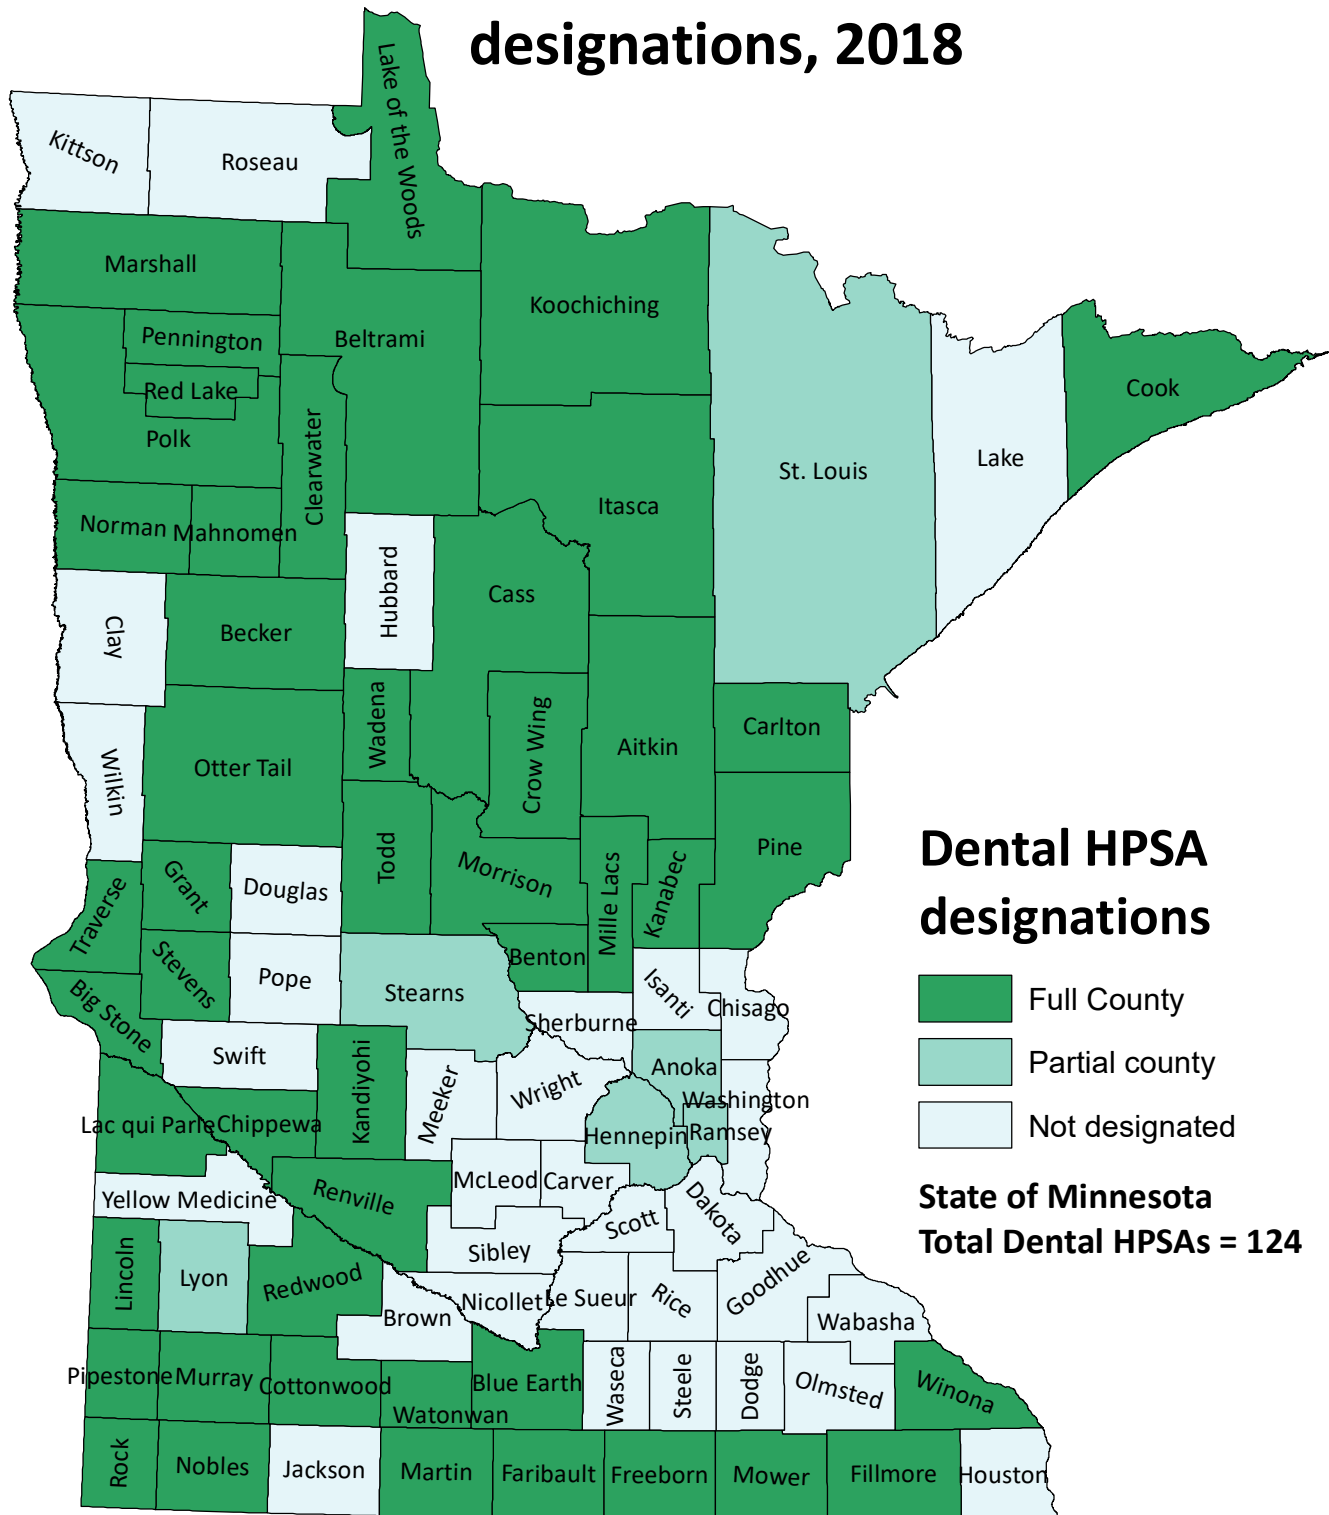 designations, 2018
Lake of the Woods
Kittson
Roseau
Marshall
Koochiching
Pennington
Beltrami
Red Lake
Cook
Polk
Clearwater
Lake
St. Louis
Itasca
Norman
Mahnomen
Hubbard
Cass
Clay
Becker
Wadena
Carlton
Crow Wing
Aitkin
Otter Tail
Wilkin
Pine
Todd
Morrison
Grant
Douglas
Mille Lacs
Kanabec
Traverse
Benton
Stevens
Pope
Stearns
Isanti
Chisago
Big Stone
Sherburne
Swift
Kandiyohi
Anoka
Meeker
Wright
Washington
Lac qui Parle
Chippewa
Hennepin
Ramsey
Renville
McLeod
Carver
Yellow Medicine
Dakota
Scott
Sibley
Lincoln
Lyon
Redwood
Goodhue
Nicollet
Le Sueur
Rice
Brown
Wabasha
Pipestone
Murray
Cottonwood
Blue Earth
Waseca
Steele
Dodge
Olmsted
Winona
Watonwan
Rock
Nobles
Jackson
Martin
Faribault
Freeborn
Mower
Fillmore
Houston
Dental HPSA
designations
Full County
Partial county
Not designated
State of Minnesota
Total Dental HPSAs = 124